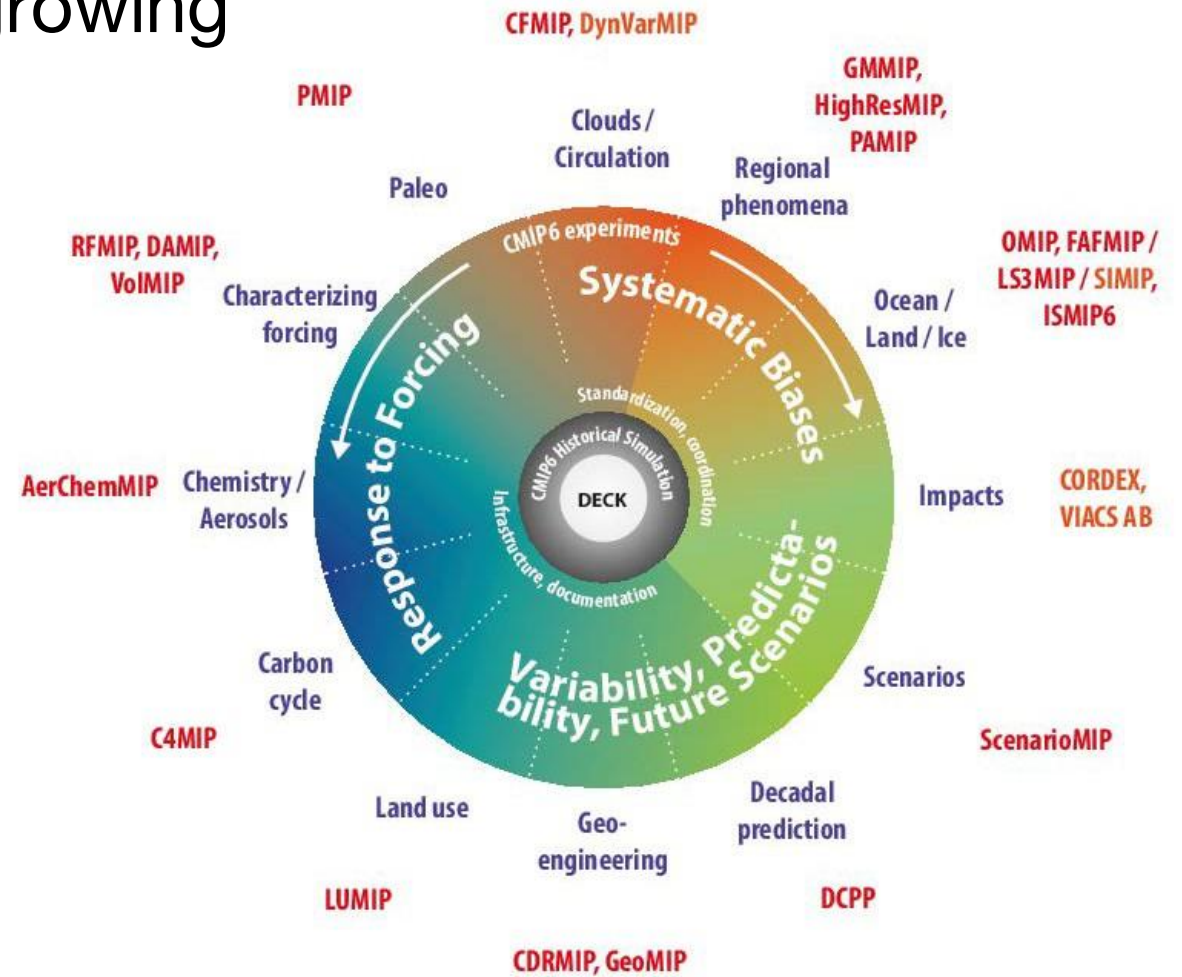 rowing
CFMIP, DynVarMIP
GMMIP,
HighResMIP,
PAMIP
PMIP
Clouds /
Circulation
Regional
phenomena
Paleo
RFMIP, DAMIP,
VolMIP
OMIP, FAFMIP /
LS3MIP / SIMIP,
ISMIP6
Characterizing
forcing
Ocean /
Land / Ice
CMIP6 experiments
Systematic Biases
Response to Forcing
Standardization, coordination
CMIP6 Historical Simulation
DECK
Infrastructure, documentation
Variability, Predicta-
bility, Future Scenarios
AerChemMIP
Chemistry /
Aerosols
Impacts
CORDEX,
VIACS AB
Carbon
cycle
Scenarios
C4MIP
ScenarioMIP
Land use
Geo-
engineering
Decadal
prediction
LUMIP
DCPP
CDRMIP, GeoMIP